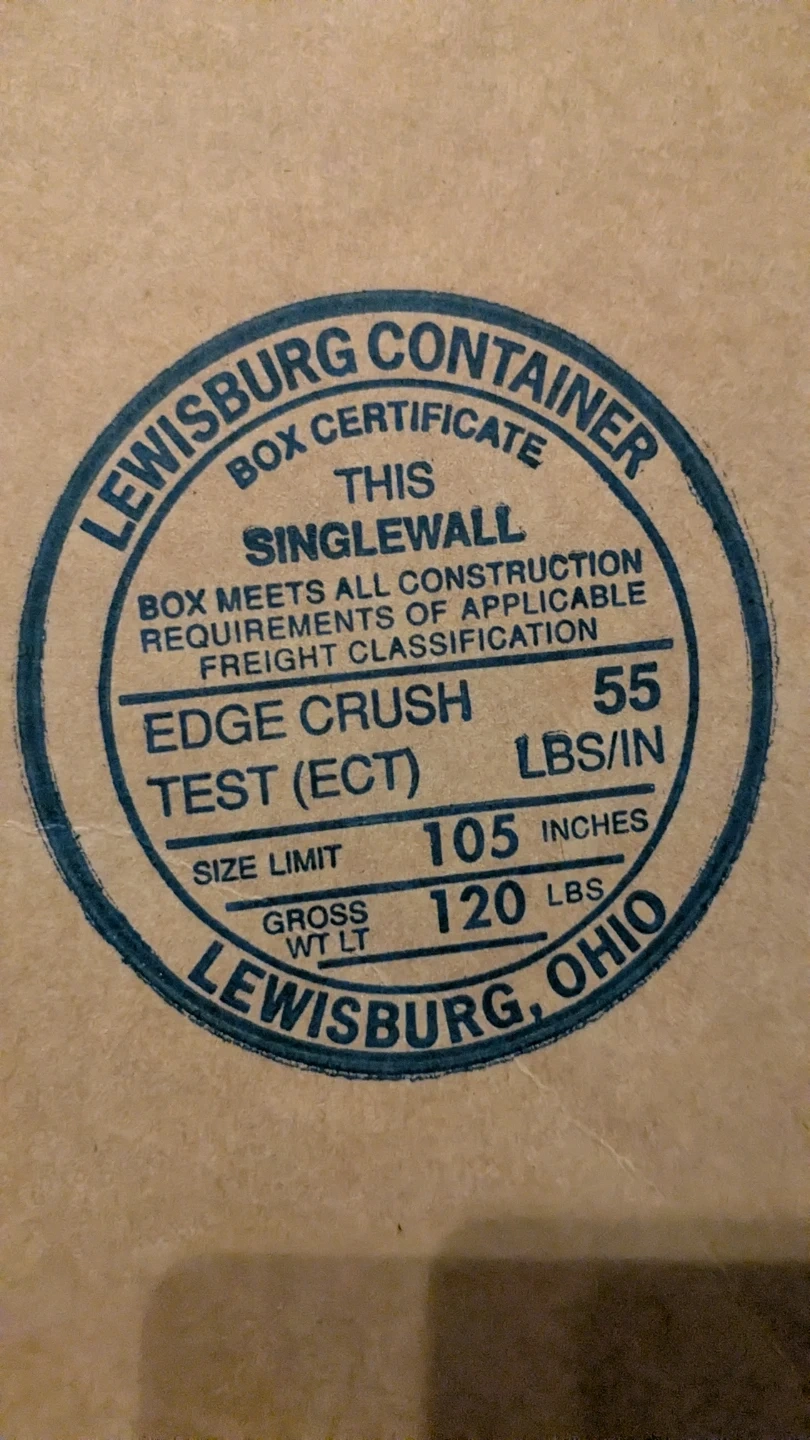 LEWISBURG CONTAINER
BOX CERTIFICATE
THIS
SINGLEWALL
BOX MEETS ALL CONSTRUCTION
REQUIREMENTS OF APPLICABLE
FREIGHT CLASSIFICATION
EDGE CRUSH 55
TEST (ECT) LBS/IN
SIZE LIMIT 105 INCHES
GROSS 120 LBS
WT LT
LEWISBURG, OHIO